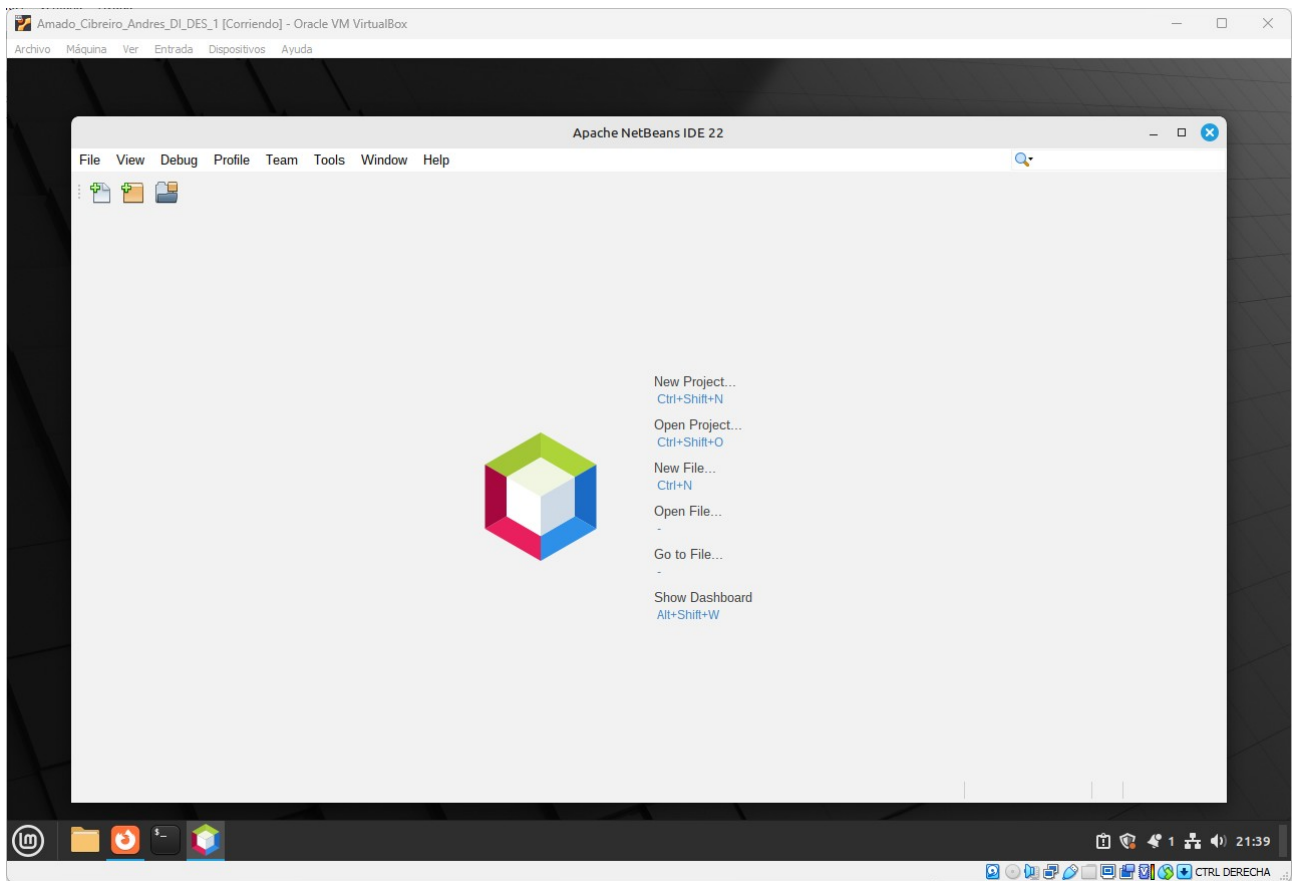 Amado_Cibreiro_Andres_DI_DES_1 [Corriendo] - Oracle VM VirtualBox
Archivo Máquina Ver Entrada Dispositivos Ayuda
Apache NetBeans IDE 22
File View Debug Profile Team Tools Window Help
New Project...
Ctrl+Shift+N
Open Project...
Ctrl+Shift+O
New File...
Ctrl+N
Open File...
-
Go to File...
-
Show Dashboard
Alt+Shift+W
$_
lm
1 21:39
CTRL DERECHA